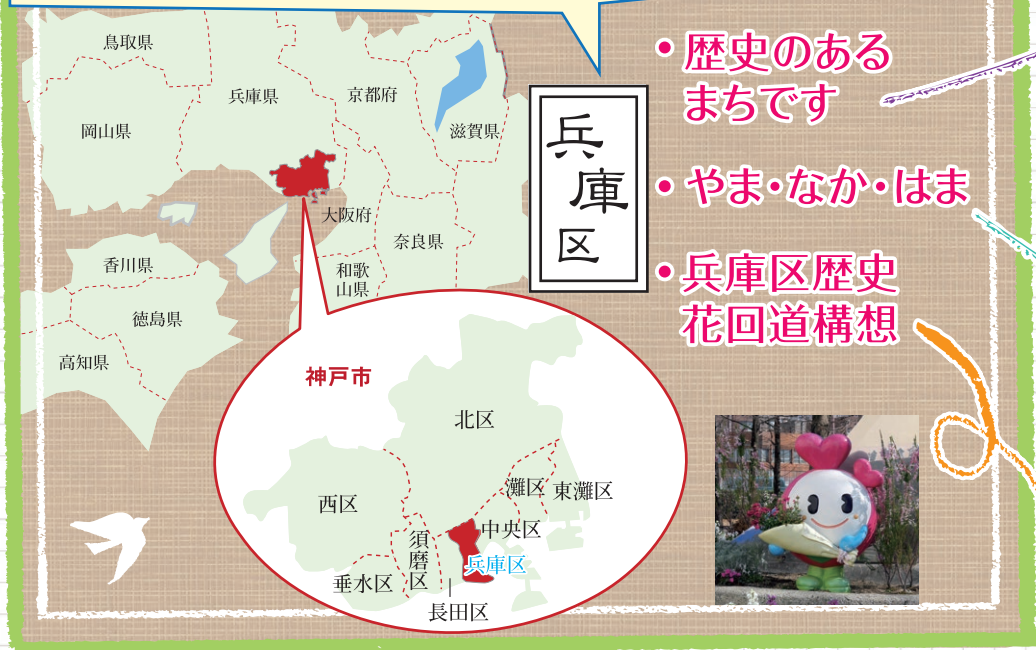 鳥取県
兵庫県
京都府
岡山県
滋賀県
大阪府
奈良県
香川県
和歌
山県
徳島県
高知県
兵
庫
区
・歴史のある
まちです
・やま・なか・はま
・兵庫区歴史
花回道構想
神戸市
北区
灘区
東灘区
西区
中央区
須磨区
兵庫区
垂水区
長田区